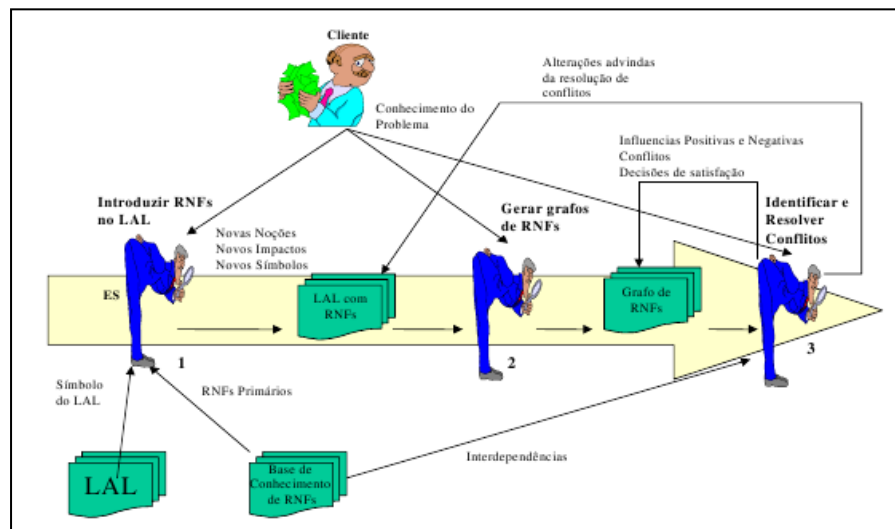 Cliente
Alterações advindas
da resolução de
conflitos
Conhecimento do
Problema
Influencias Positivas e Negativas
Conflitos
Decisões de satisfação
Introduzir RNFs
no LAL
Novas Noções
Novos Impactos
Novos Símbolos
Gerar grafos
de RNFs
Identificar e
Resolver
Conflitos
ES
LAL com
RNFs
Grafo de
RNFs
1
2
3
Símbolo
do LAL
RNFs Primários
Interdependências
LAL
Base de
Conhecimento
de RNFs